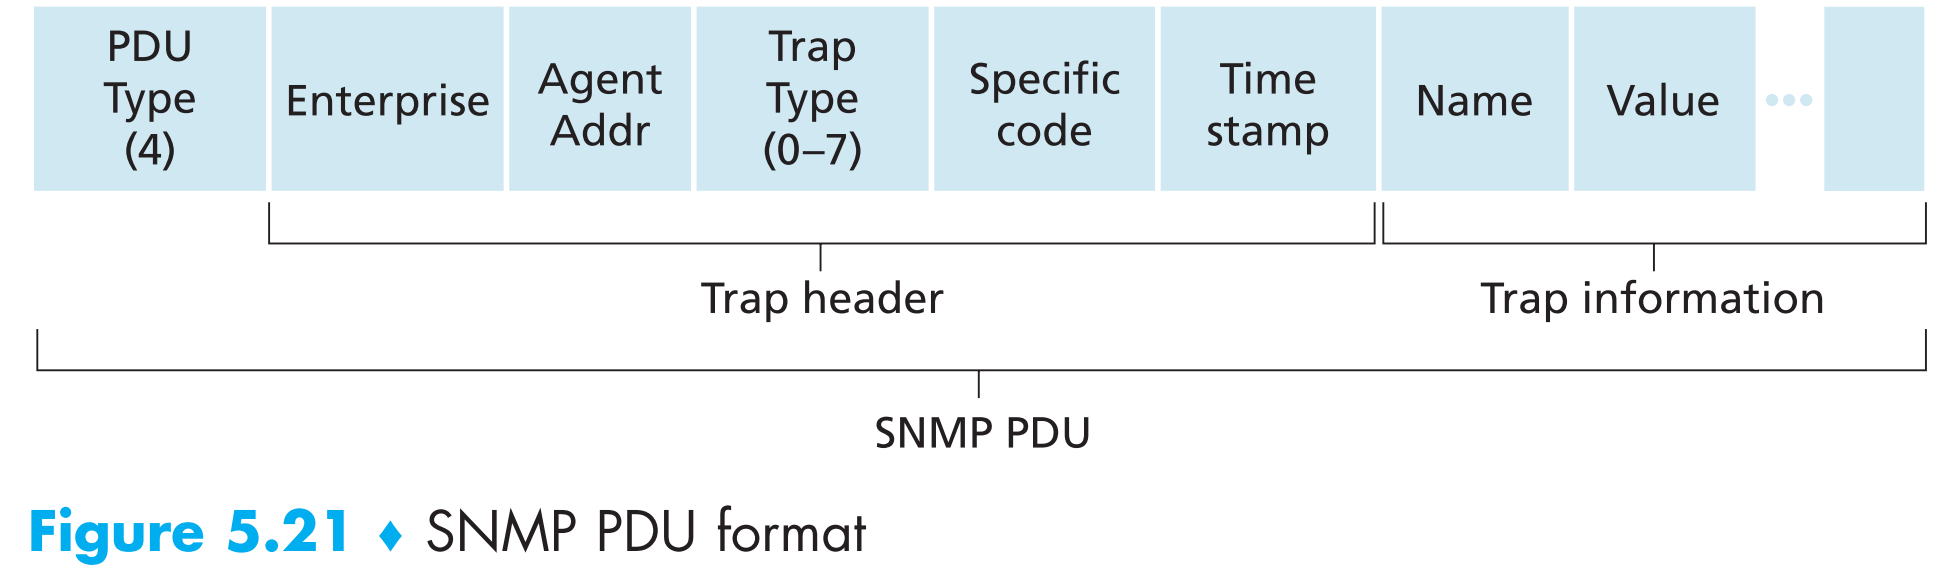 PDU
Type
(4)
Enterprise
Agent
Addr
Trap
Type
(0–7)
Specific
code
Time
stamp
Name
Value
Trap header
Trap information
SNMP PDU
Figure 5.21 ♦ SNMP PDU format